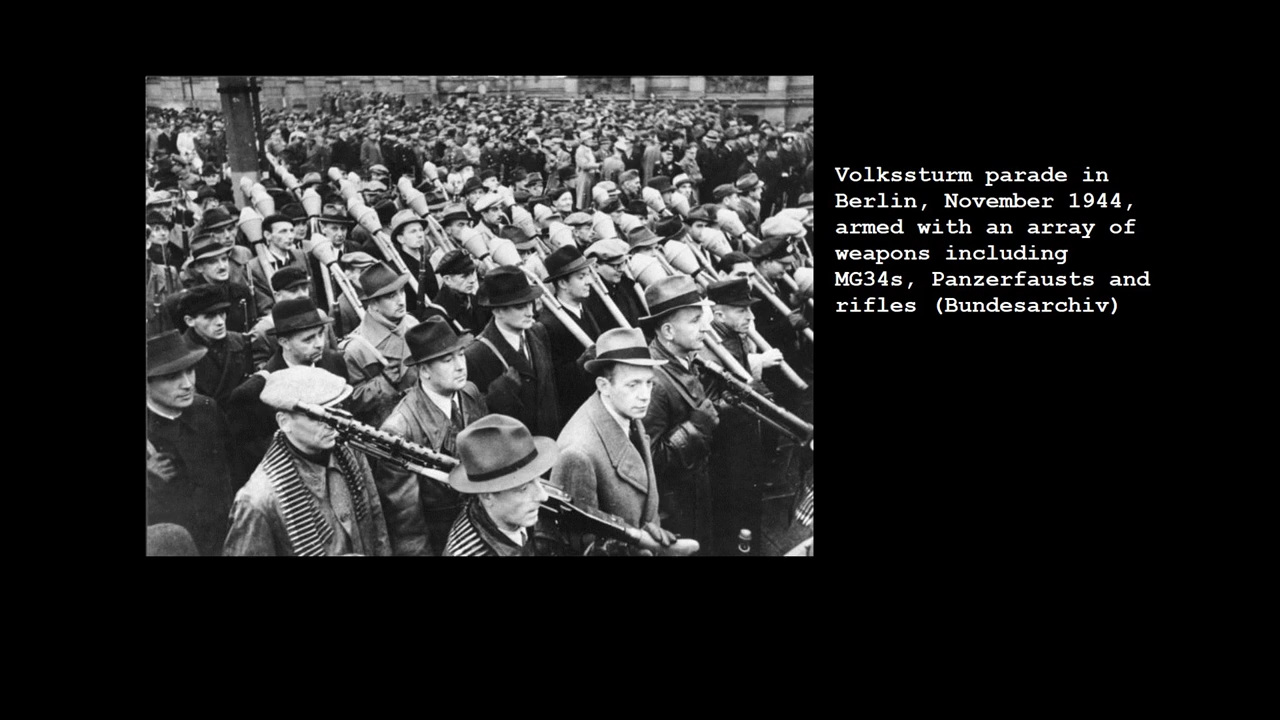 Volkssturm parade in
Berlin, November 1944,
armed with an array of
weapons including
MG34s, Panzerfausts and
rifles (Bundesarchiv)